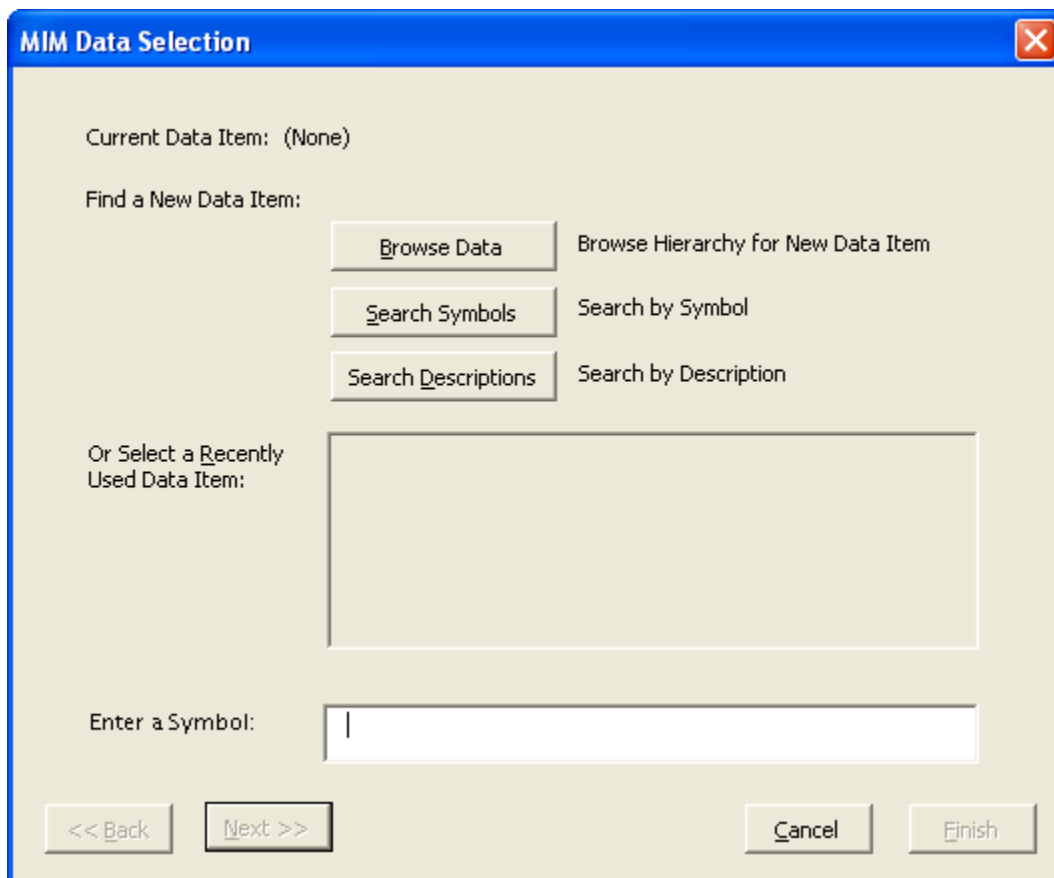 MIM Data Selection
Current Data Item: (None)
Find a New Data Item:
Browse Data Browse Hierarchy for New Data Item
Search Symbols Search by Symbol
Search Descriptions Search by Description
Or Select a Recently
Used Data Item:
Enter a Symbol:
<< Back Next >> Cancel Finish